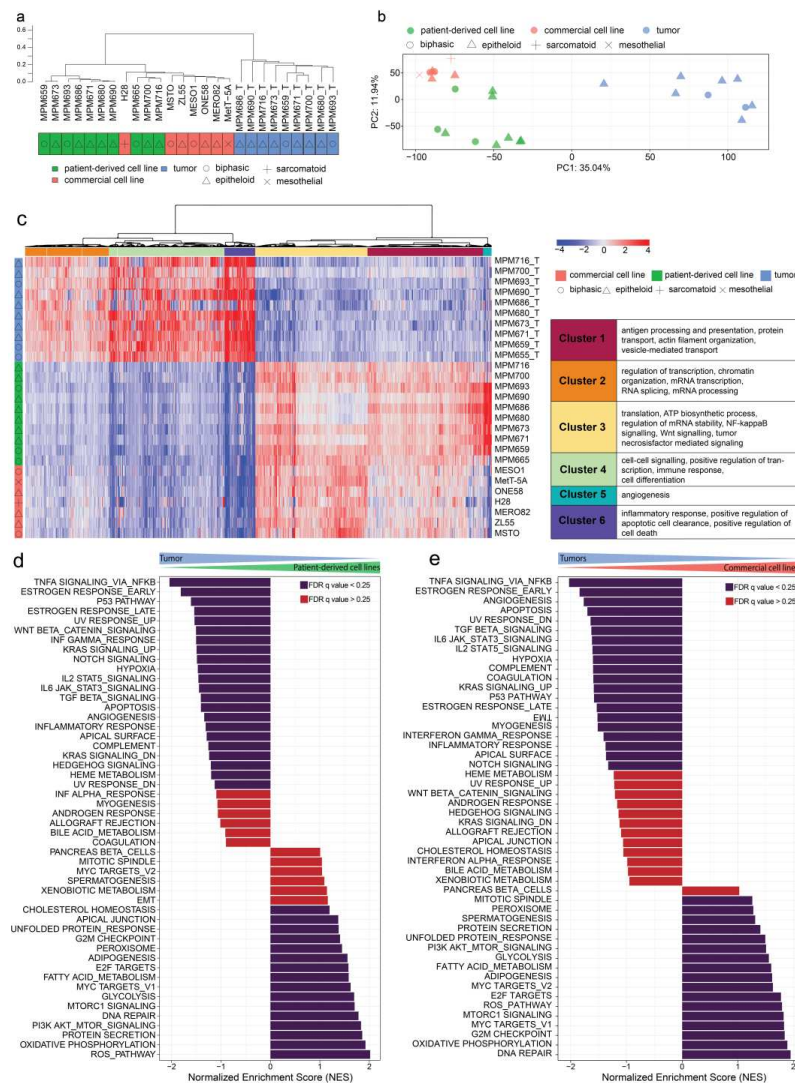 a
0.6
0.4
0.2
0.0
MPM659
MPM673
MPM693
MPM686
MPM671
MPM680
MPM690
H28
MPM665
MPM700
MPM716
MSTO
ZL55
MESO1
ONE58
MERO82
MetT-5A
MPM686_T
MPM690_T
MPM716_T
MPM673_T
MPM659_T
MPM671_T
MPM700_T
MPM680_T
MPM693_T
patient-derived cell line
tumor
biphasic
sarcomatoid
commercial cell line
epitheloid
mesothelial
b
patient-derived cell line
commercial cell line
tumor
biphasic
epitheloid
sarcomatoid
mesothelial
PC2: 11.94%
50
0
−50
−100
−50
0
50
100
PC1: 35.04%
c
MPM716_T
MPM700_T
MPM693_T
MPM690_T
MPM686_T
MPM680_T
MPM673_T
MPM671_T
MPM659_T
MPM655_T
MPM716
MPM700
MPM693
MPM690
MPM686
MPM680
MPM673
MPM671
MPM659
MPM665
MESO1
MetT-5A
ONE58
H28
MERO82
ZL55
MSTO
−4 −2 0 2 4
commercial cell line
patient-derived cell line
tumor
biphasic
epitheloid
sarcomatoid
mesothelial
Cluster 1
antigen processing and presentation, protein
transport, actin filament organization,
vesicle-mediated transport
Cluster 2
regulation of transcription, chromatin
organization, mRNA transcription,
RNA splicing, mRNA processing
Cluster 3
translation, ATP biosynthetic process,
regulation of mRNA stability, NF-kappaB
signalling, Wnt signalling, tumor
necrosisfactor mediated signaling
Cluster 4
cell-cell signalling, positive regulation of tran-
scription, immune response,
cell differentiation
Cluster 5
angiogenesis
Cluster 6
inflammatory response, positive regulation of
apoptotic cell clearance, positive regulation of
cell death
d
Tumor
Patient-derived cell lines
FDR q value < 0.25
FDR q value > 0.25
TNFA SIGNALING_VIA_NFKB
ESTROGEN RESPONSE_EARLY
P53 PATHWAY
ESTROGEN RESPONSE_LATE
UV RESPONSE_UP
WNT BETA_CATENIN_SIGNALING
INF GAMMA_RESPONSE
KRAS SIGNALING_UP
NOTCH SIGNALING
HYPOXIA
IL2 STAT5_SIGNALING
IL6 JAK_STAT3_SIGNALING
TGF BETA_SIGNALING
APOPTOSIS
ANGIOGENESIS
INFLAMMATORY RESPONSE
APICAL SURFACE
COMPLEMENT
KRAS SIGNALING_DN
HEDGEHOG SIGNALING
HEME METABOLISM
UV RESPONSE_DN
INF ALPHA_RESPONSE
MYOGENESIS
ANDROGEN RESPONSE
ALLOGRAFT REJECTION
BILE ACID_METABOLISM
COAGULATION
PANCREAS BETA_CELLS
MITOTIC SPINDLE
MYC TARGETS_V2
SPERMATOGENESIS
XENOBIOTIC METABOLISM
EMT
CHOLESTEROL HOMEOSTASIS
APICAL JUNCTION
UNFOLDED PROTEIN_RESPONSE
G2M CHECKPOINT
PEROXISOME
ADIPOGENESIS
E2F TARGETS
FATTY ACID_METABOLISM
MYC TARGETS_V1
GLYCOLYSIS
MTORC1 SIGNALING
DNA REPAIR
PI3K AKT_MTOR_SIGNALING
PROTEIN SECRETION
OXIDATIVE PHOSPHORYLATION
ROS_PATHWAY
−2 −1 0 1 2
Normalized Enrichment Score (NES)
e
Tumors
Commercial cell lines
FDR q value < 0.25
FDR q value > 0.25
TNFA SIGNALING_VIA_NFKB
ESTROGEN RESPONSE_EARLY
ANGIOGENESIS
APOPTOSIS
UV RESPONSE_DN
TGF BETA_SIGNALING
IL6 JAK_STAT3_SIGNALING
IL2 STAT5_SIGNALING
HYPOXIA
COMPLEMENT
COAGULATION
KRAS SIGNALING_UP
P53 PATHWAY
ESTROGEN RESPONSE_LATE
EMT
MYOGENESIS
INTERFERON GAMMA_RESPONSE
INFLAMMATORY RESPONSE
APICAL SURFACE
NOTCH SIGNALING
HEME METABOLISM
UV RESPONSE_UP
WNT BETA_CATENIN_SIGNALING
ANDROGEN RESPONSE
HEDGEHOG SIGNALING
KRAS SIGNALING_DN
ALLOGRAFT REJECTION
APICAL JUNCTION
CHOLESTEROL HOMEOSTASIS
INTERFERON ALPHA_RESPONSE
BILE ACID_METABOLISM
XENOBIOTIC METABOLISM
PANCREAS BETA_CELLS
MITOTIC SPINDLE
PEROXISOME
SPERMATOGENESIS
PROTEIN SECRETION
UNFOLDED PROTEIN_RESPONSE
PI3K AKT_MTOR_SIGNALING
GLYCOLYSIS
FATTY ACID_METABOLISM
ADIPOGENESIS
MYC TARGETS_V2
E2F TARGETS
ROS_PATHWAY
MTORC1 SIGNALING
MYC TARGETS_V1
G2M CHECKPOINT
OXIDATIVE PHOSPHORYLATION
DNA REPAIR
−2 −1 0 1 2
Normalized Enrichment Score (NES)